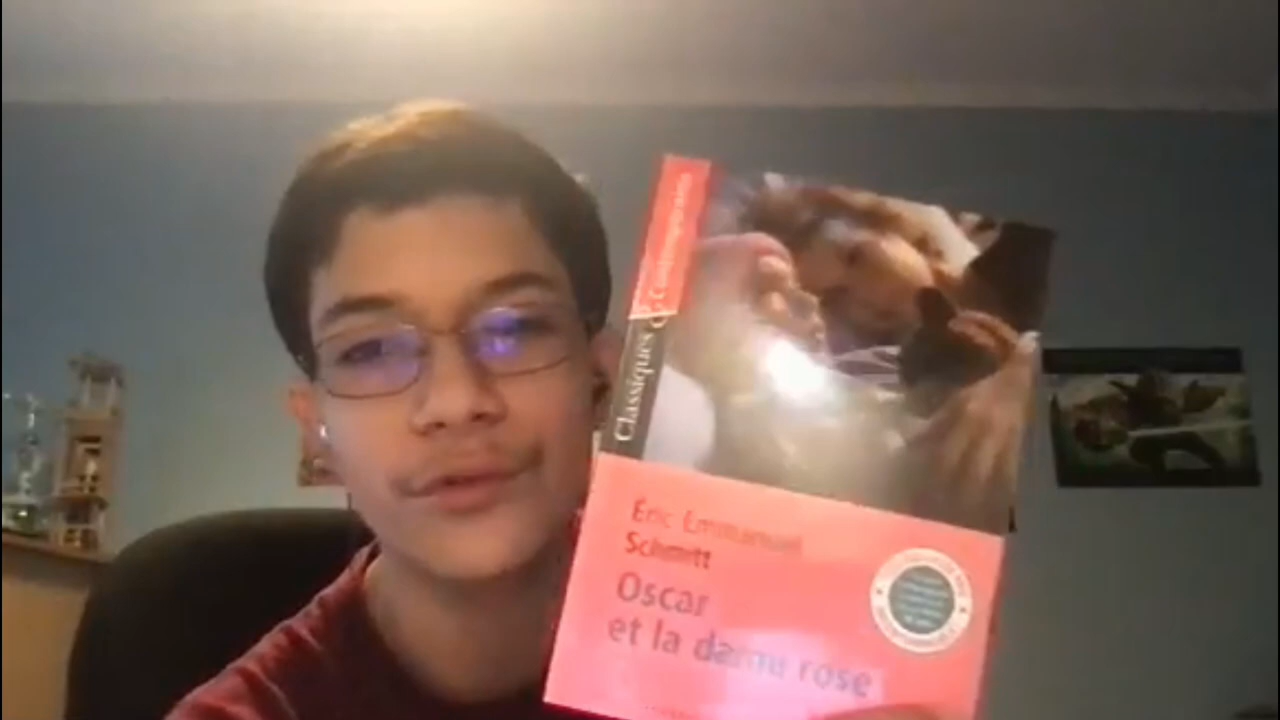 Classiques & Contemporains
Éric-Emmanuel
Schmitt
Oscar
et la dame rose